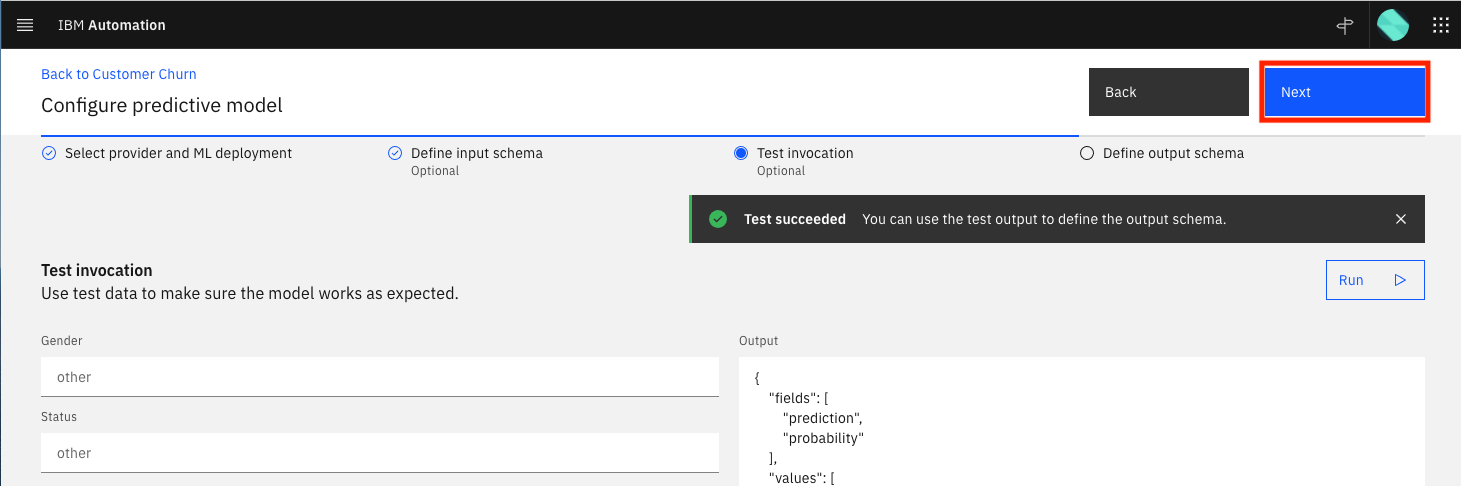 IBM Automation
Back to Customer Churn
Configure predictive model
Back
Next
Select provider and ML deployment
Define input schema
Optional
Test invocation
Optional
Define output schema
Test succeeded You can use the test output to define the output schema.
Test invocation
Use test data to make sure the model works as expected.
Run
Gender
other
Status
other
Output
{
"fields": [
"prediction",
"probability"
],
"values": [